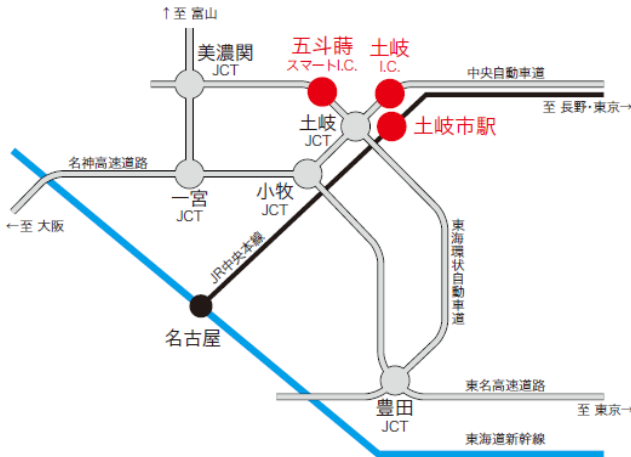 ↑至 富山
美濃関
JCT
五斗蒔
スマートI.C.
土岐
I.C.
中央自動車道
至 長野・東京→
土岐
JCT
土岐市駅
名神高速道路
一宮
JCT
小牧
JCT
←至 大阪
JR中央本線
東海環状自動車道
名古屋
豊田
JCT
東名高速道路
至 東京→
東海道新幹線